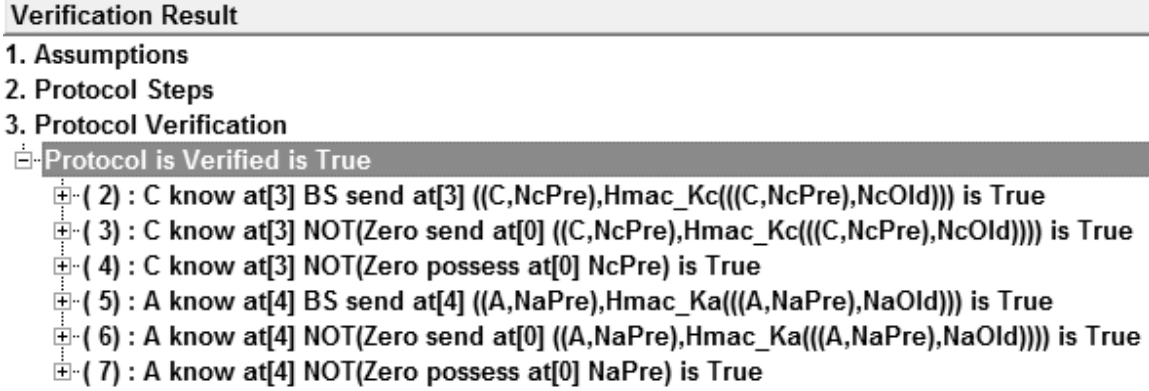 Verification Result
1. Assumptions
2. Protocol Steps
3. Protocol Verification
Protocol is Verified is True
( 2) : C know at[3] BS send at[3] ((C,NcPre),Hmac_Kc(((C,NcPre),NcOld))) is True
( 3) : C know at[3] NOT(Zero send at[0] ((C,NcPre),Hmac_Kc(((C,NcPre),NcOld)))) is True
( 4) : C know at[3] NOT(Zero possess at[0] NcPre) is True
( 5) : A know at[4] BS send at[4] ((A,NaPre),Hmac_Ka(((A,NaPre),NaOld))) is True
( 6) : A know at[4] NOT(Zero send at[0] ((A,NaPre),Hmac_Ka(((A,NaPre),NaOld)))) is True
( 7) : A know at[4] NOT(Zero possess at[0] NaPre) is True